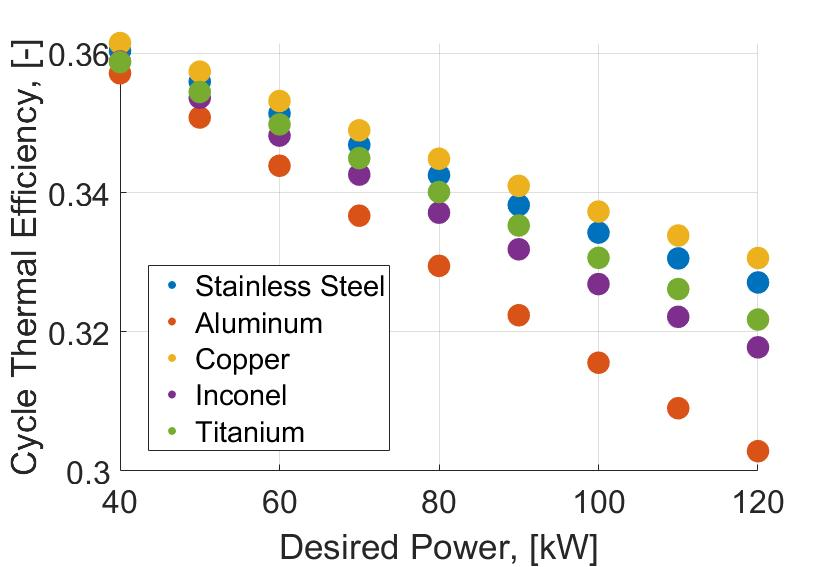 Cycle Thermal Efficiency, [-]
0.36
0.34
0.32
0.3
Stainless Steel
Aluminum
Copper
Inconel
Titanium
40 60 80 100 120
Desired Power, [kW]